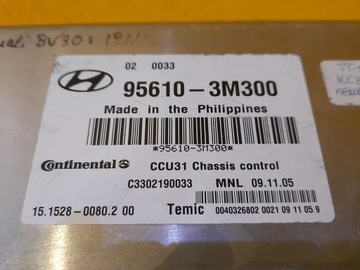 02 0033
95610-3M300
Made in the Philippines
*95610-3M300*
Continental CCU31 Chassis control
C3302190033 MNL 09.11.05
15.1528-0080.2 00 Temic 0040326802 0021 09 11 05 9